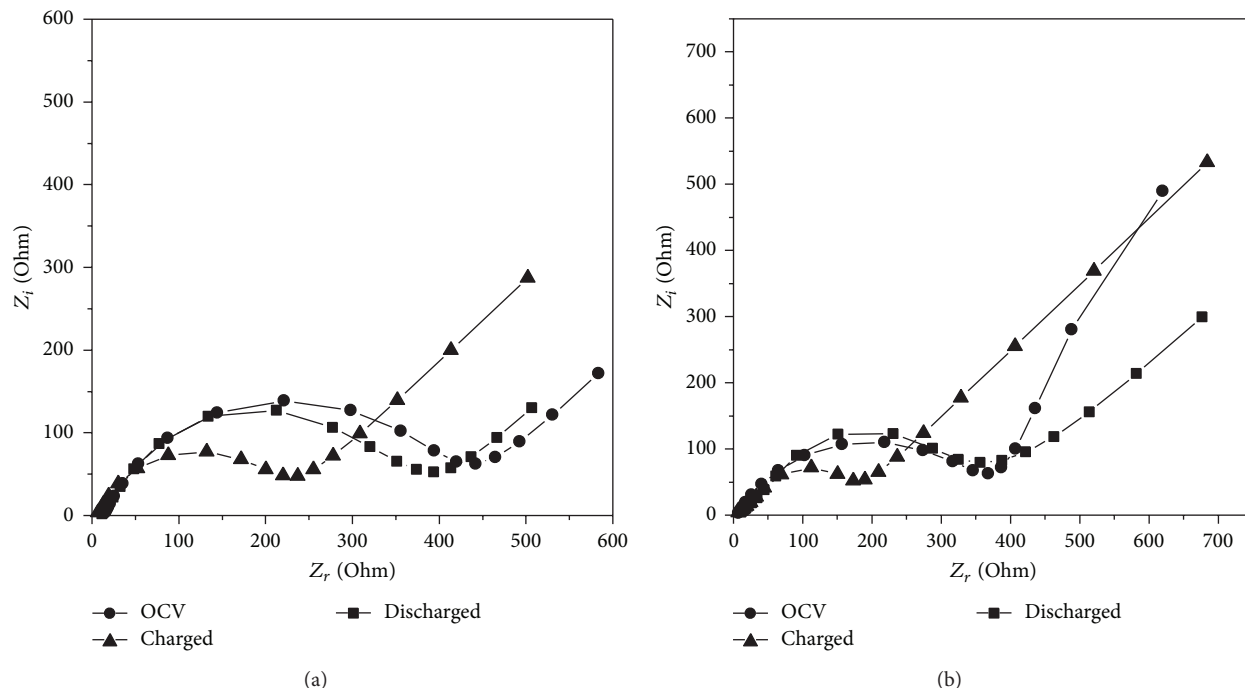 600
500
400
300
200
100
0
Z_i (Ohm)
0 100 200 300 400 500 600
Z_r (Ohm)
OCV
Discharged
Charged
(a)
700
600
500
400
300
200
100
0
Z_i (Ohm)
0 100 200 300 400 500 600 700
Z_r (Ohm)
OCV
Discharged
Charged
(b)